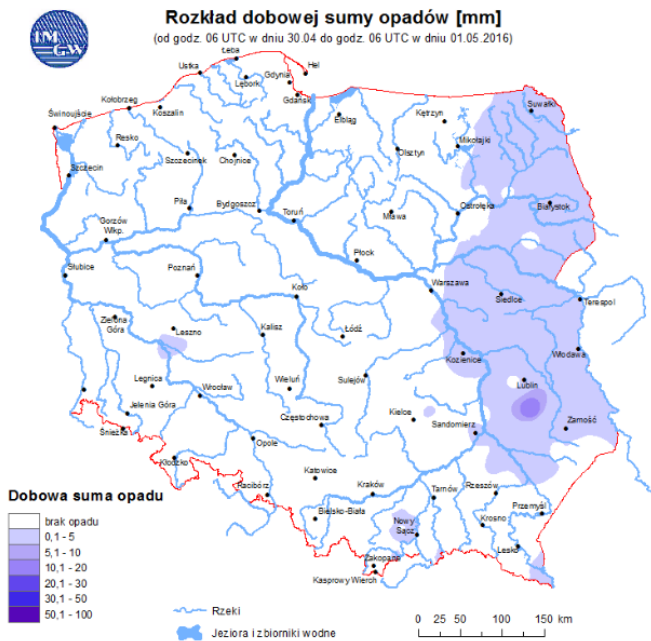 IM
GW
Rozkład dobowej sumy opadów [mm]
(od godz. 06 UTC w dniu 30.04 do godz. 06 UTC w dniu 01.05.2016)
Łeba
Ustka
Hel
Gdynia
Lębork
Gdańsk
Kołobrzeg
Koszalin
Suwałki
Świnoujście
Elbląg
Kętrzyn
Resko
Mikołajki
Szczecinek
Chojnice
Olsztyn
Szczecin
Piła
Bydgoszcz
Toruń
Mława
Ostrołęka
Białystok
Gorzów
Wlkp.
Płock
Słubice
Poznań
Koło
Warszawa
Siedlce
Terespol
Zielona
Góra
Leszno
Kalisz
Łódź
Kozienice
Włodawa
Legnica
Wrocław
Wieluń
Sulejów
Lublin
Jelenia Góra
Częstochowa
Kielce
Sandomierz
Zamość
Śnieżka
Opole
Kłodzko
Katowice
Racibórz
Kraków
Tarnów
Rzeszów
Przemyśl
Bielsko-Biała
Nowy
Sącz
Krosno
Lesko
Zakopane
Kasprowy Wierch
Dobowa suma opadu
brak opadu
0,1 - 5
5,1 - 10
10,1 - 20
20,1 - 30
30,1 - 50
50,1 - 100
Rzeki
Jeziora i zbiorniki wodne
0 25 50 100 150 km